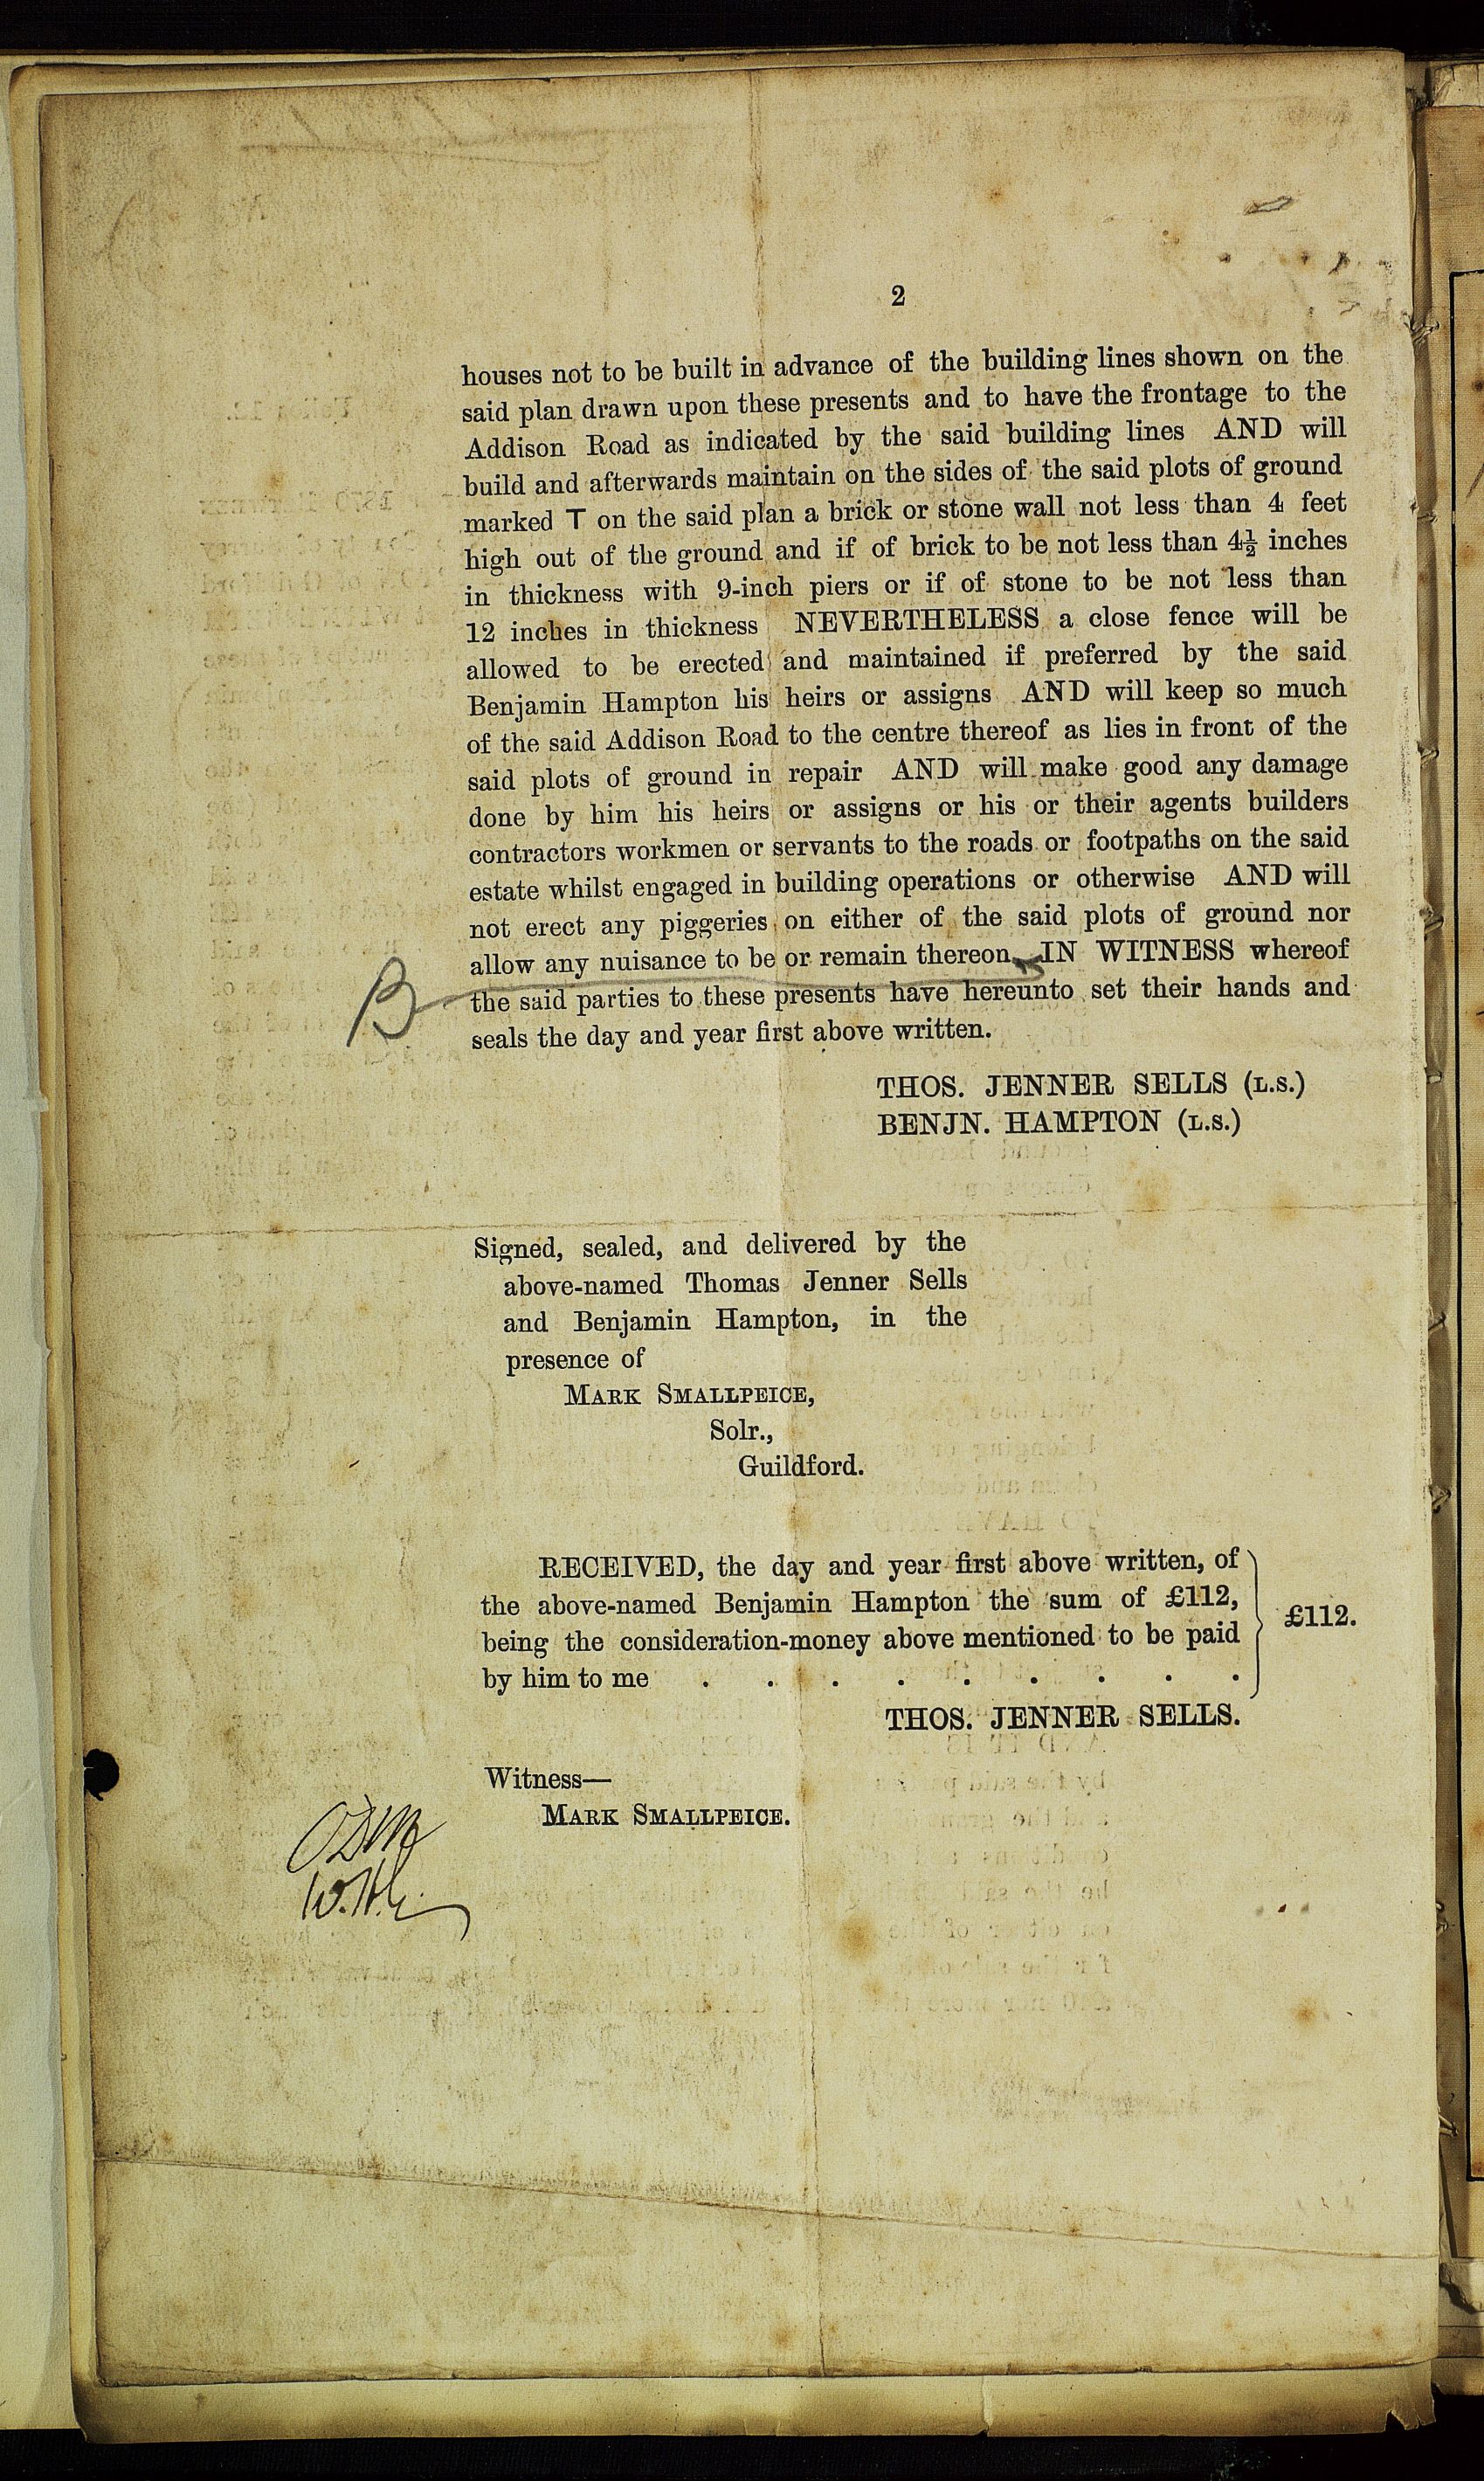 2
houses not to be built in advance of the building lines shown on the
said plan drawn upon these presents and to have the frontage to the
Addison Road as indicated by the said building lines AND will
build and afterwards maintain on the sides of the said plots of ground
marked T on the said plan a brick or stone wall not less than 4 feet
high out of the ground and if of brick to be not less than 4½ inches
in thickness with 9-inch piers or if of stone to be not less than
12 inches in thickness NEVERTHELESS a close fence will be
allowed to be erected and maintained if preferred by the said
Benjamin Hampton his heirs or assigns AND will keep so much
of the said Addison Road to the centre thereof as lies in front of the
said plots of ground in repair AND will make good any damage
done by him his heirs or assigns or his or their agents builders
contractors workmen or servants to the roads or footpaths on the said
estate whilst engaged in building operations or otherwise AND will
not erect any piggeries on either of the said plots of ground nor
allow any nuisance to be or remain thereon IN WITNESS whereof
B
the said parties to these presents have hereunto set their hands and
seals the day and year first above written.
THOS. JENNER SELLS (L.S.)
BENJN. HAMPTON (L.S.)
Signed, sealed, and delivered by the
above-named Thomas Jenner Sells
and Benjamin Hampton, in the
presence of
MARK SMALLPEICE,
Solr.,
Guildford.
RECEIVED, the day and year first above written, of
the above-named Benjamin Hampton the sum of £112,
being the consideration-money above mentioned to be paid
by him to me . . . . . . . . .
£112.
THOS. JENNER SELLS.
Witness—
MARK SMALLPEICE.